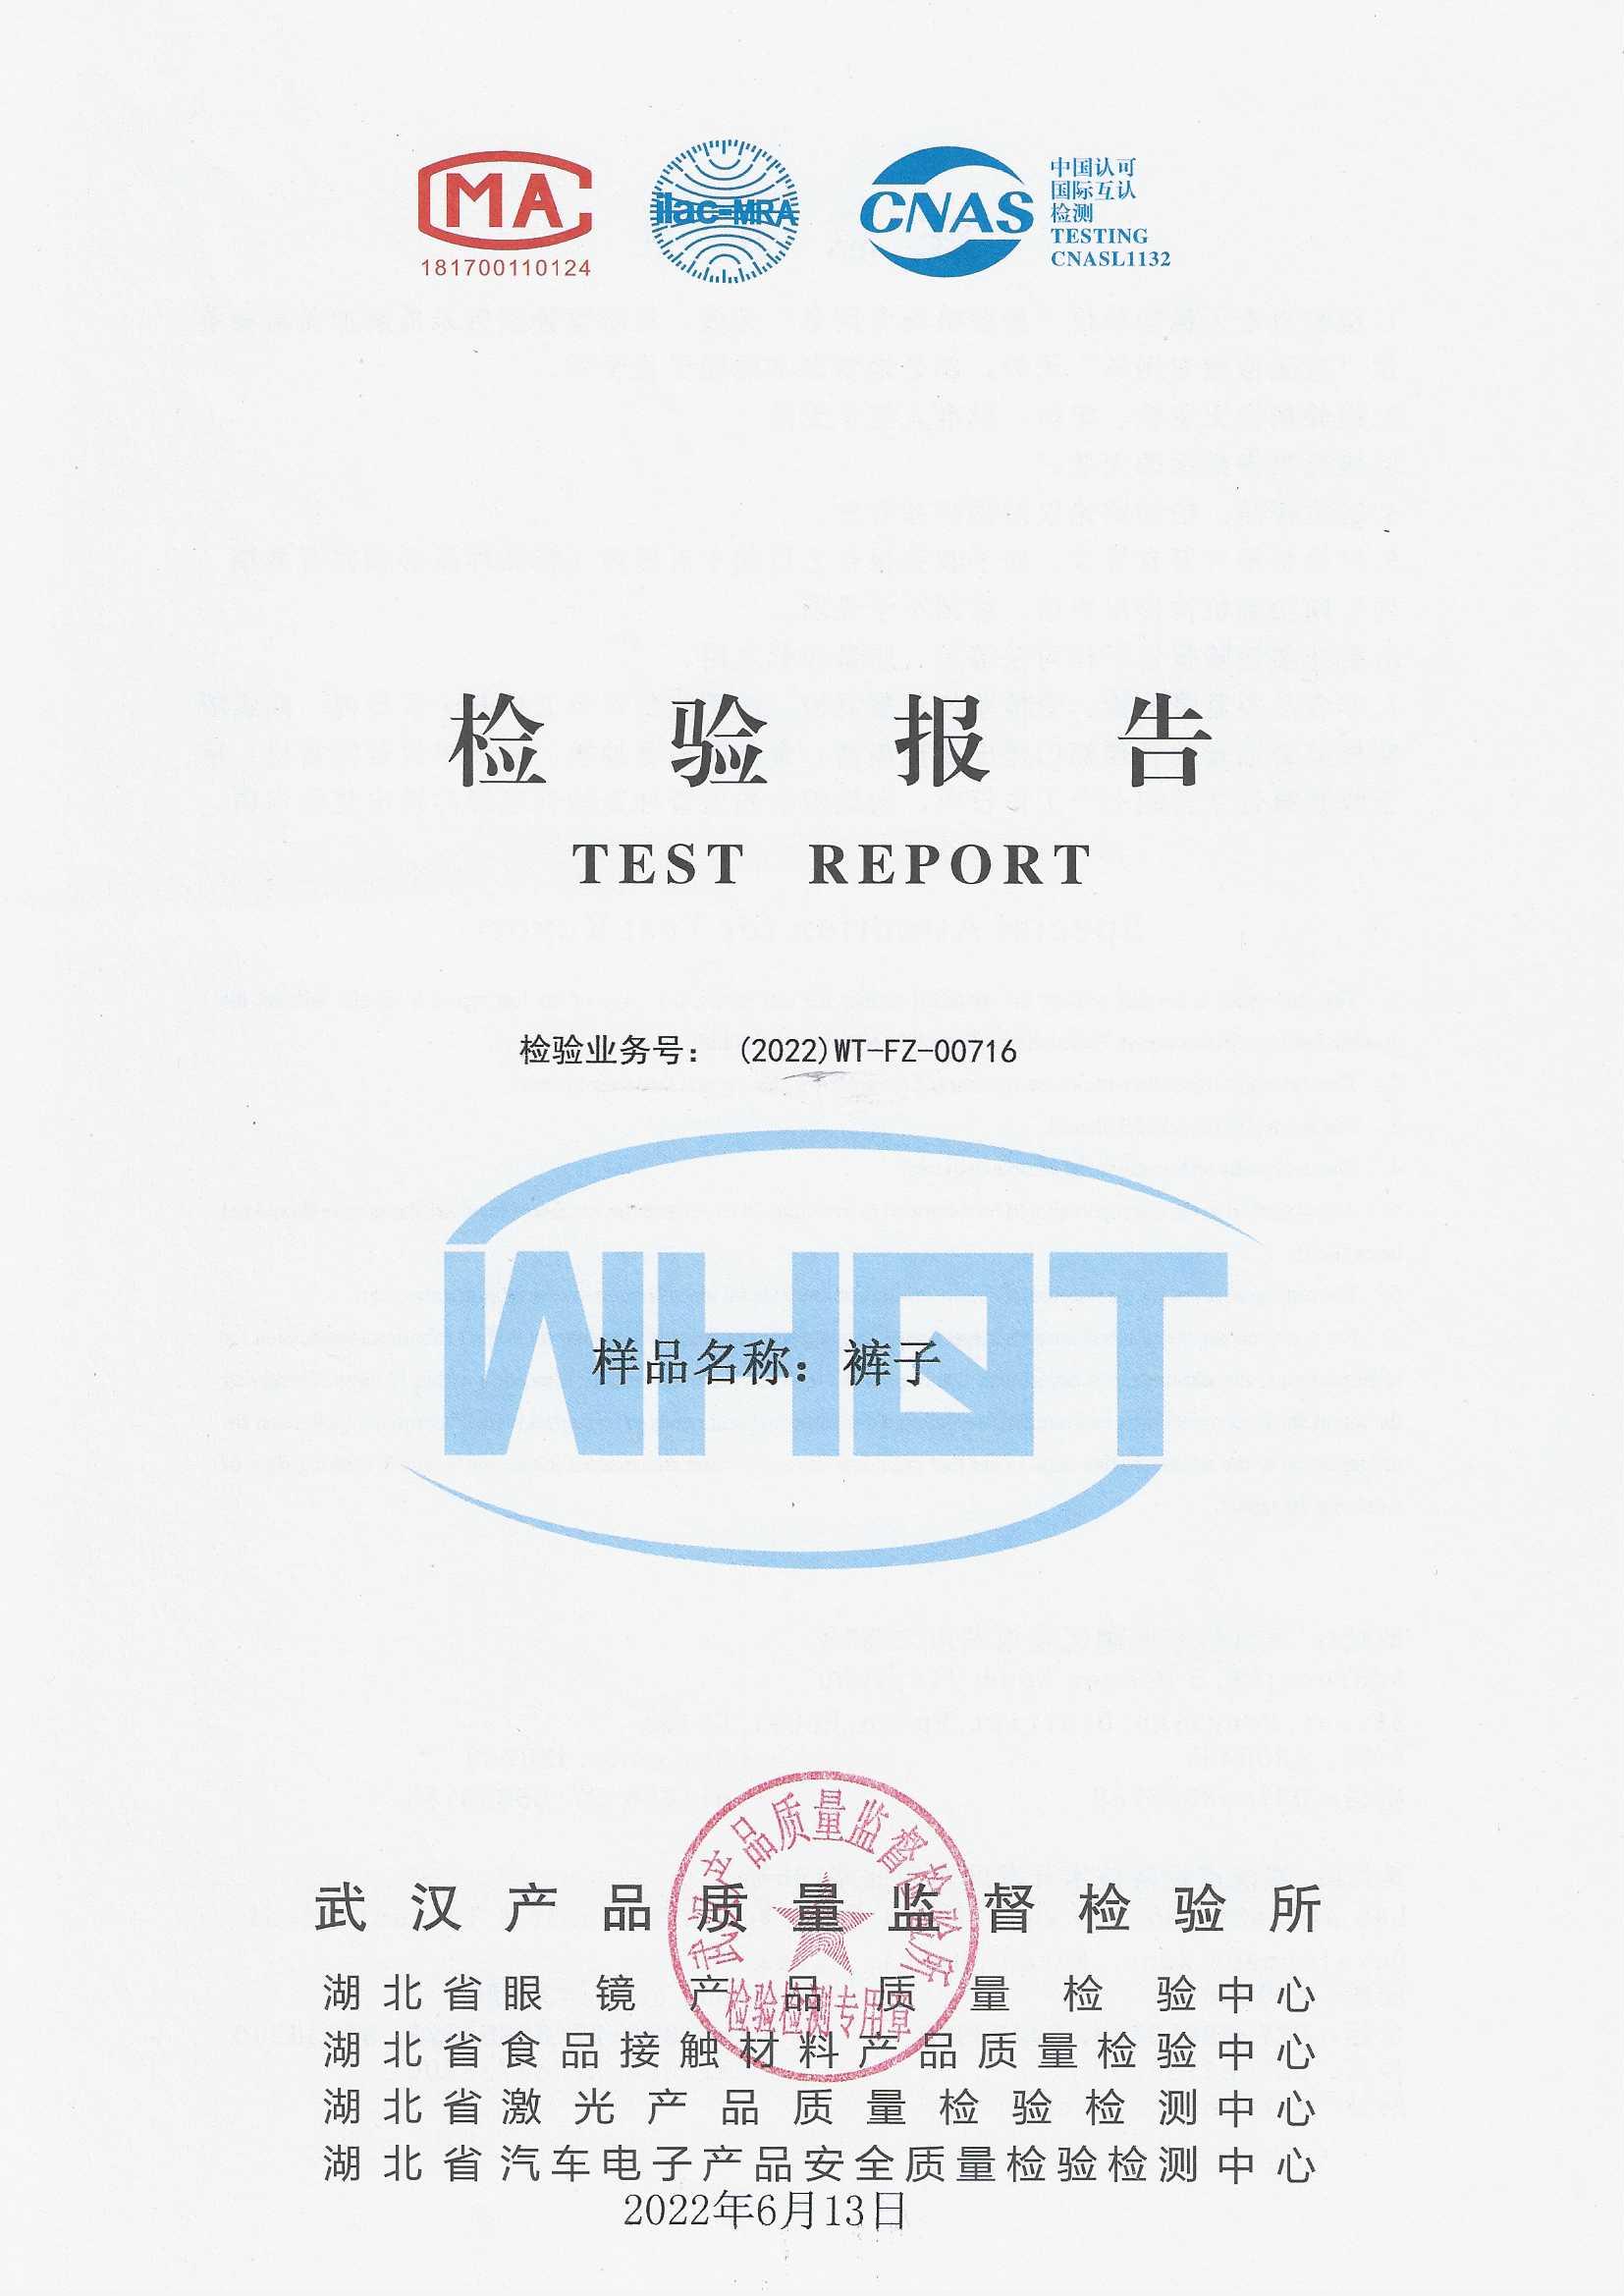 MA
181700110124
ilac-MRA
CNAS
中国认可
国际互认
检测
TESTING
CNASL1132
检验报告
TEST REPORT
检验业务号: (2022)WT-FZ-00716
WHQT
样品名称: 裤子
武汉产品质量监督检验所
湖北省眼镜产品质量检验中心
湖北省食品接触材料产品质量检验中心
湖北省激光产品质量检验检测中心
湖北省汽车电子产品安全质量检验检测中心
2022年6月13日
武汉产品质量监督检验所
检验检测专用章